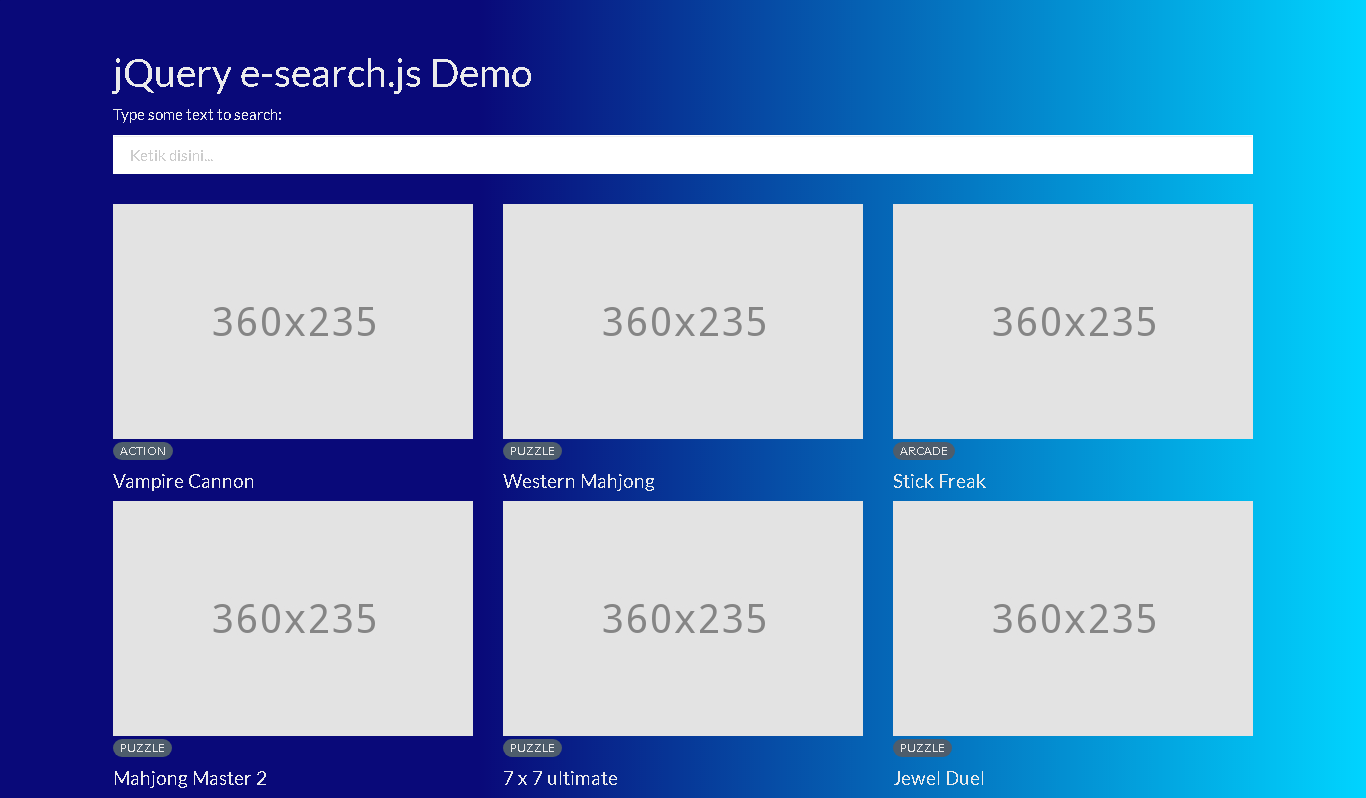 jQuery e-search.js Demo
Type some text to search:
Ketik disini...
360x235
360x235
360x235
ACTION
PUZZLE
ARCADE
Vampire Cannon
Western Mahjong
Stick Freak
360x235
360x235
360x235
PUZZLE
PUZZLE
PUZZLE
Mahjong Master 2
7 x 7 ultimate
Jewel Duel